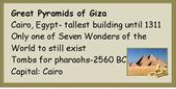 Great Pyramids of Giza
Cairo, Egypt- tallest building until 1311
Only one of Seven Wonders of the
World to still exist
Tombs for pharaohs-2560 BC
Capital: Cairo